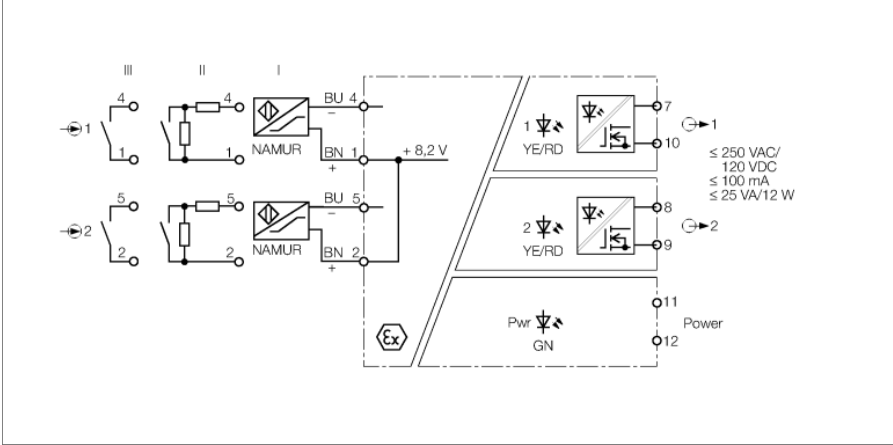 III II I
4 4 BU 4
–
1
1 1 NAMUR BN 1
+
+ 8,2 V
5 5 BU 5
–
2
2 2 NAMUR BN 2
+
Ex
1
YE/RD
7
10
1
≤ 250 VAC/
120 VDC
≤ 100 mA
≤ 25 VA/12 W
2
YE/RD
8
9
2
Pwr
GN
11
12
Power